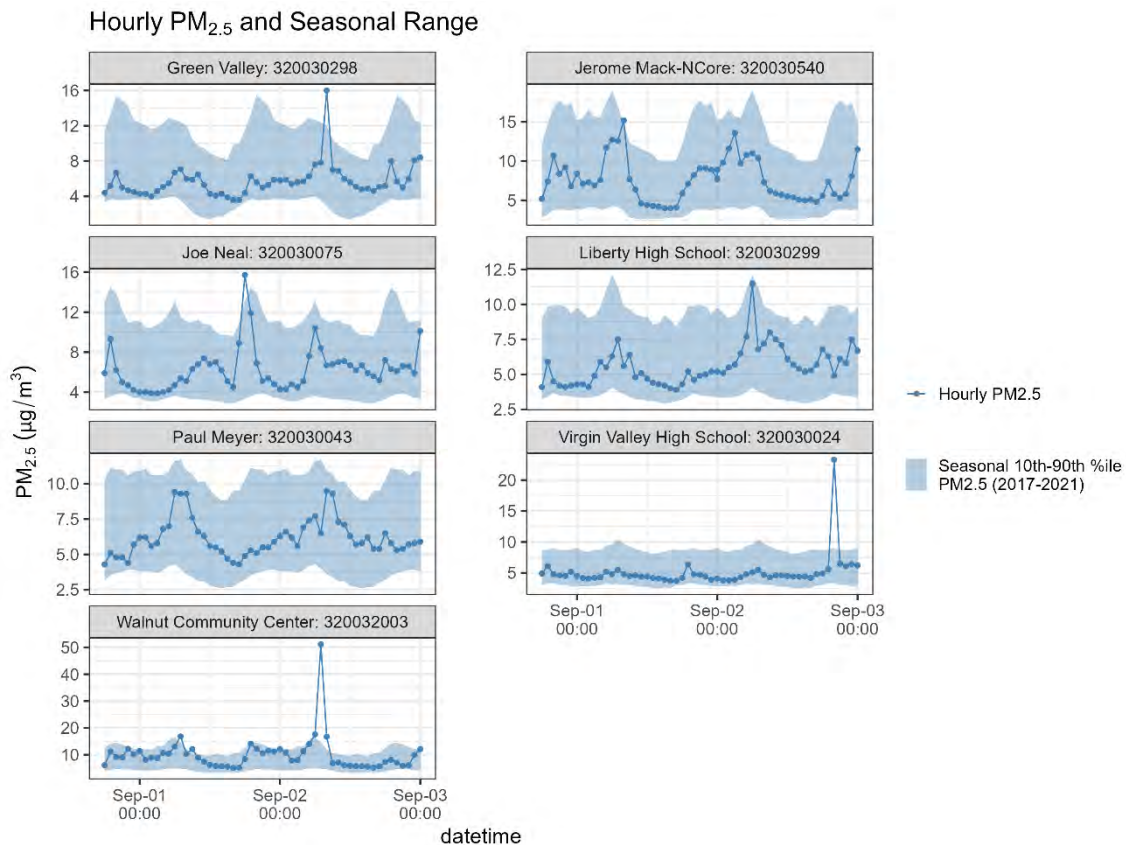 Hourly PM2.5 and Seasonal Range
Green Valley: 320030298
16
12
8
4
Jerome Mack-NCore: 320030540
15
10
5
Joe Neal: 320030075
16
12
8
4
Liberty High School: 320030299
12.5
10.0
7.5
5.0
2.5
Paul Meyer: 320030043
10.0
7.5
5.0
2.5
Virgin Valley High School: 320030024
20
15
10
5
Sep-01
00:00
Sep-02
00:00
Sep-03
00:00
Walnut Community Center: 320032003
50
40
30
20
10
Sep-01
00:00
Sep-02
00:00
Sep-03
00:00
PM2.5 (µg/m³)
datetime
Hourly PM2.5
Seasonal 10th-90th %ile
PM2.5 (2017-2021)